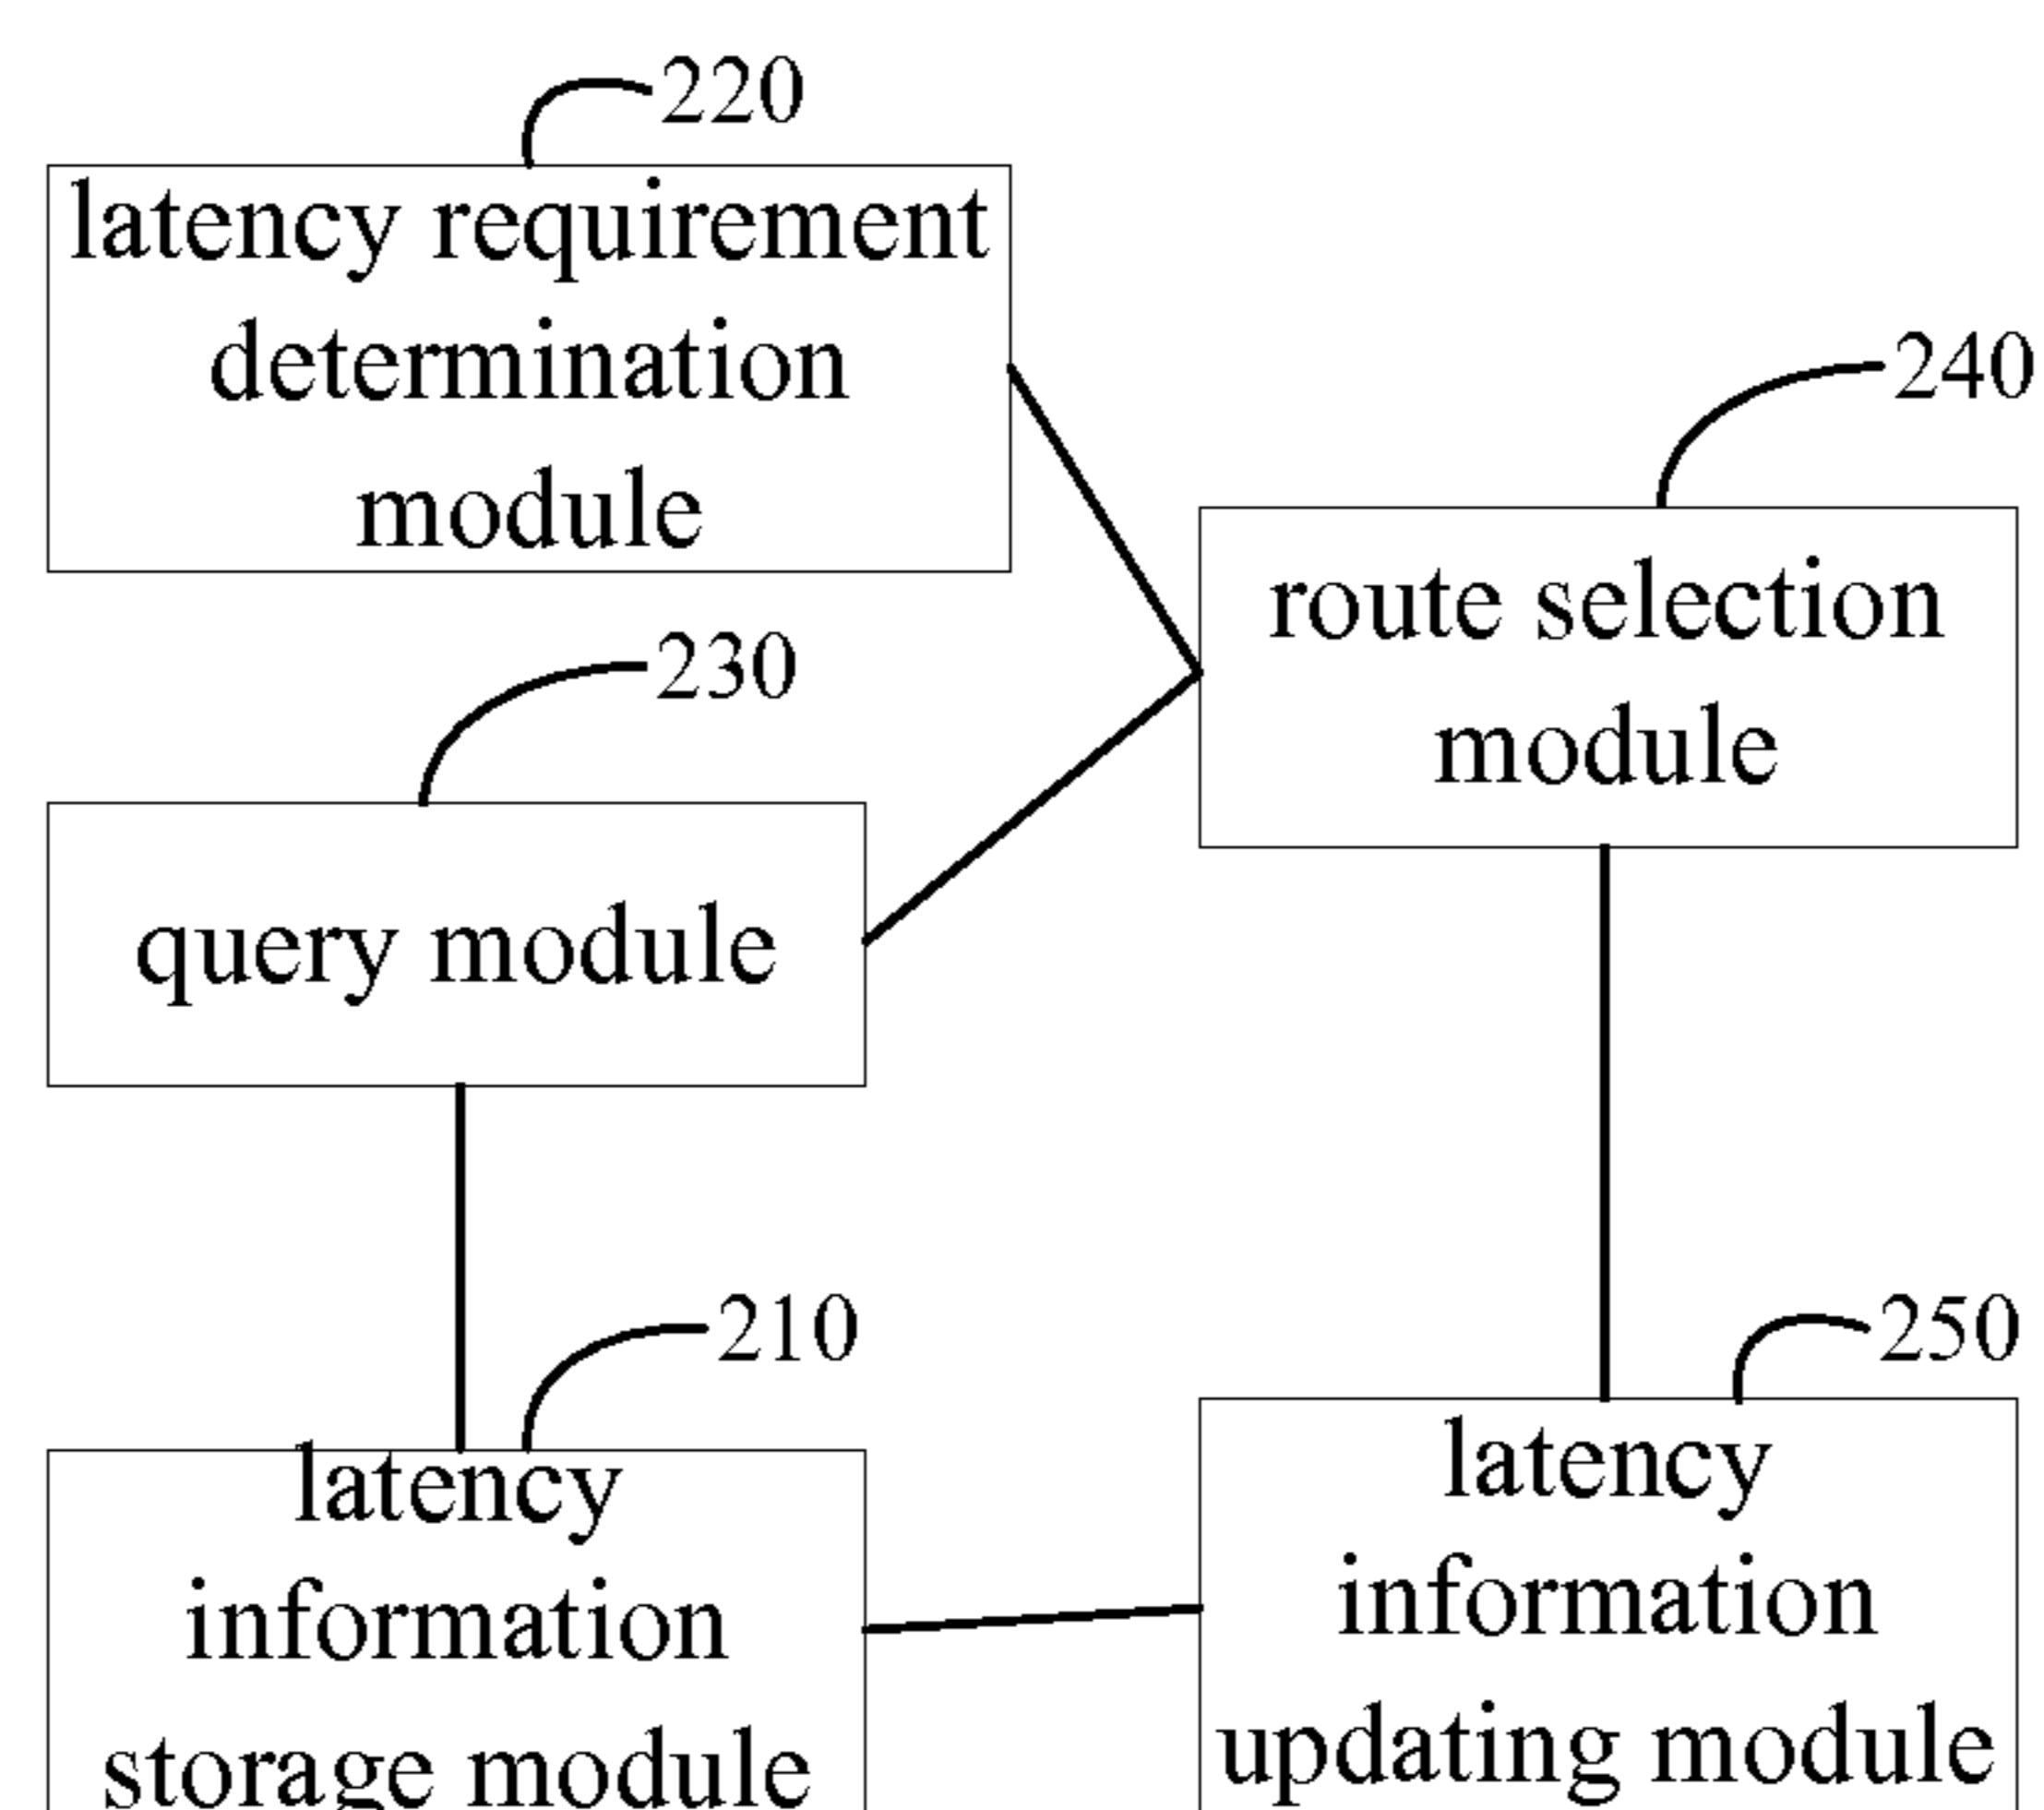 220
latency requirement
determination
module
240
route selection
module
230
query module
210
latency
information
storage module
250
latency
information
updating module